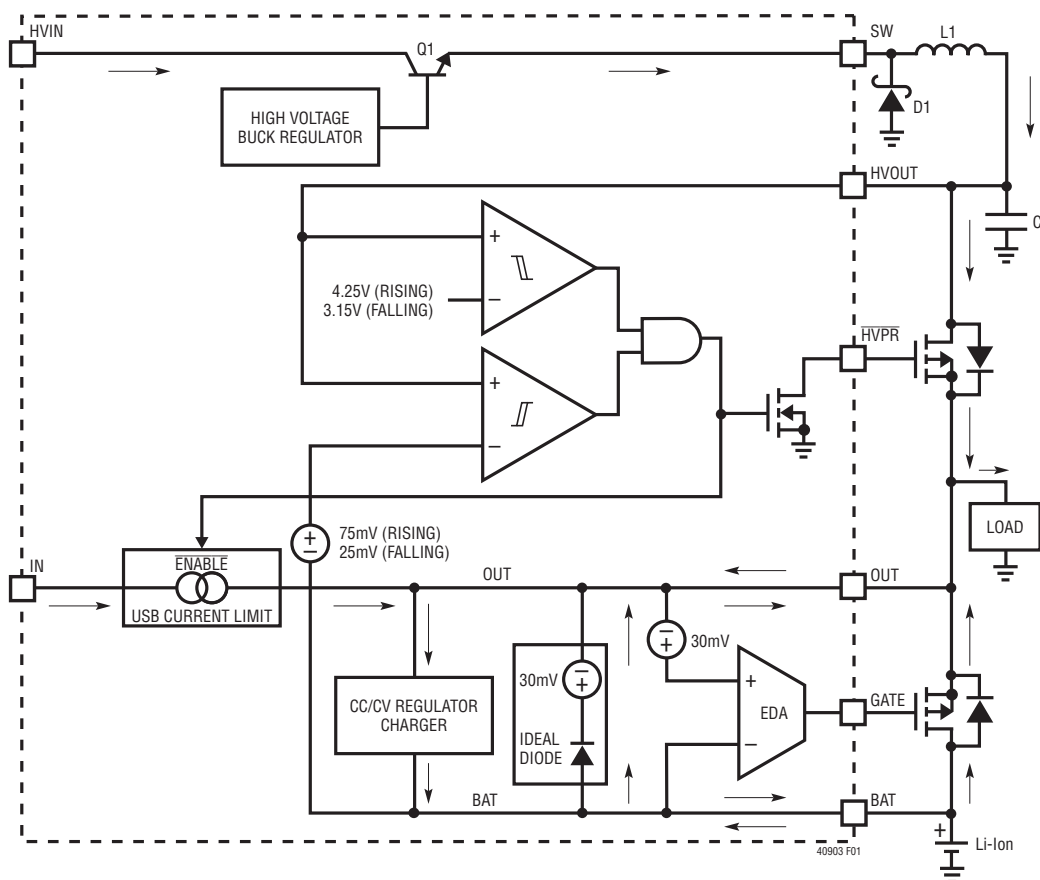 HVIN
Q1
SW
L1
HIGH VOLTAGE
BUCK REGULATOR
D1
HVOUT
C1
+
4.25V (RISING)
3.15V (FALLING)
–
HVPR
+
–
75mV (RISING)
25mV (FALLING)
+
–
LOAD
IN
ENABLE
USB CURRENT LIMIT
OUT
OUT
–
+
30mV
–
+
30mV
+
EDA
–
GATE
CC/CV REGULATOR
CHARGER
IDEAL
DIODE
BAT
BAT
+
Li-Ion
40903 F01